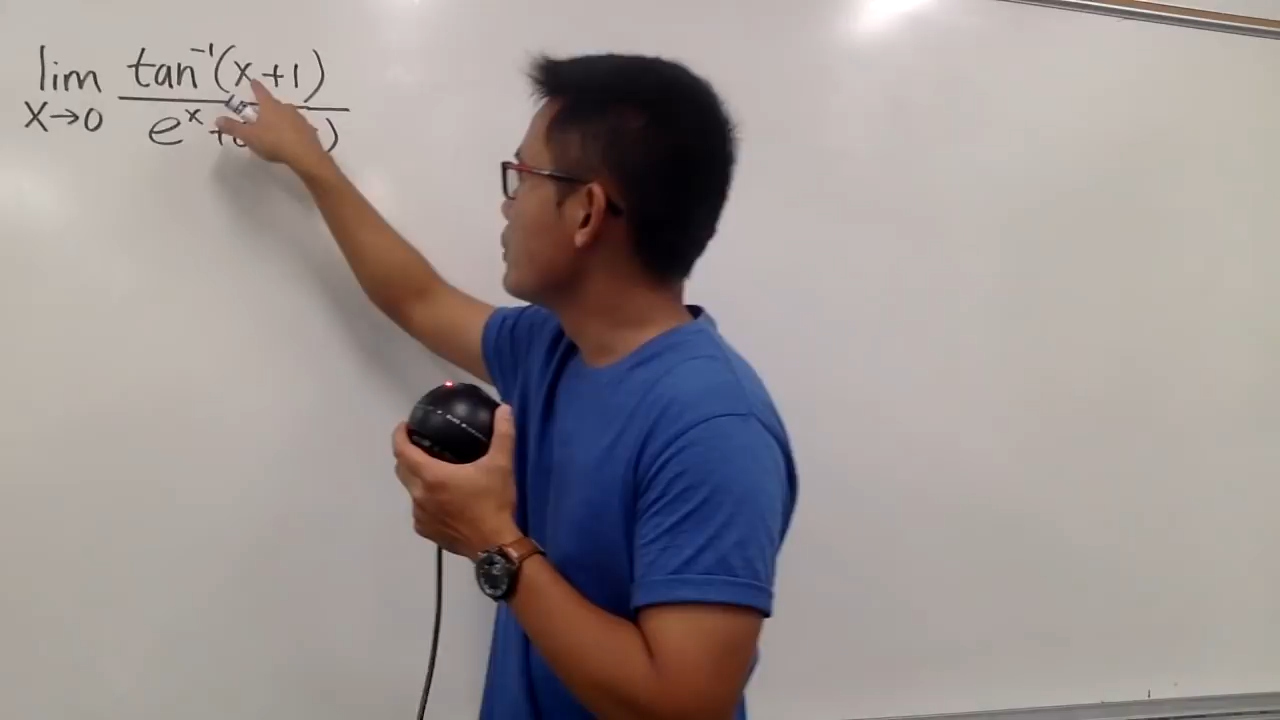 lim tan⁻¹(x+1)
x→0 eˣ + )